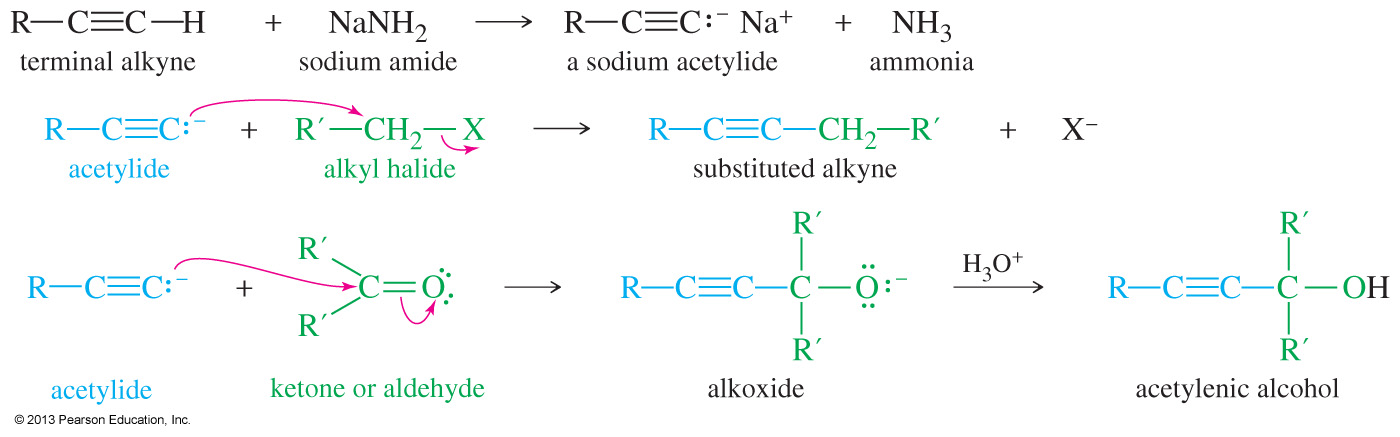 R—C≡C—H + NaNH₂ ⟶ R—C≡C:⁻ Na⁺ + NH₃
terminal alkyne sodium amide a sodium acetylide ammonia
R—C≡C:⁻ + R′—CH₂—X ⟶ R—C≡C—CH₂—R′ + X⁻
acetylide alkyl halide substituted alkyne
R′ R′ R′
H₃O⁺
R—C≡C:⁻ + C=O ⟶ R—C≡C—C—O:⁻ ⟶ R—C≡C—C—OH
R′ R′ R′
acetylide ketone or aldehyde alkoxide acetylenic alcohol
© 2013 Pearson Education, Inc.